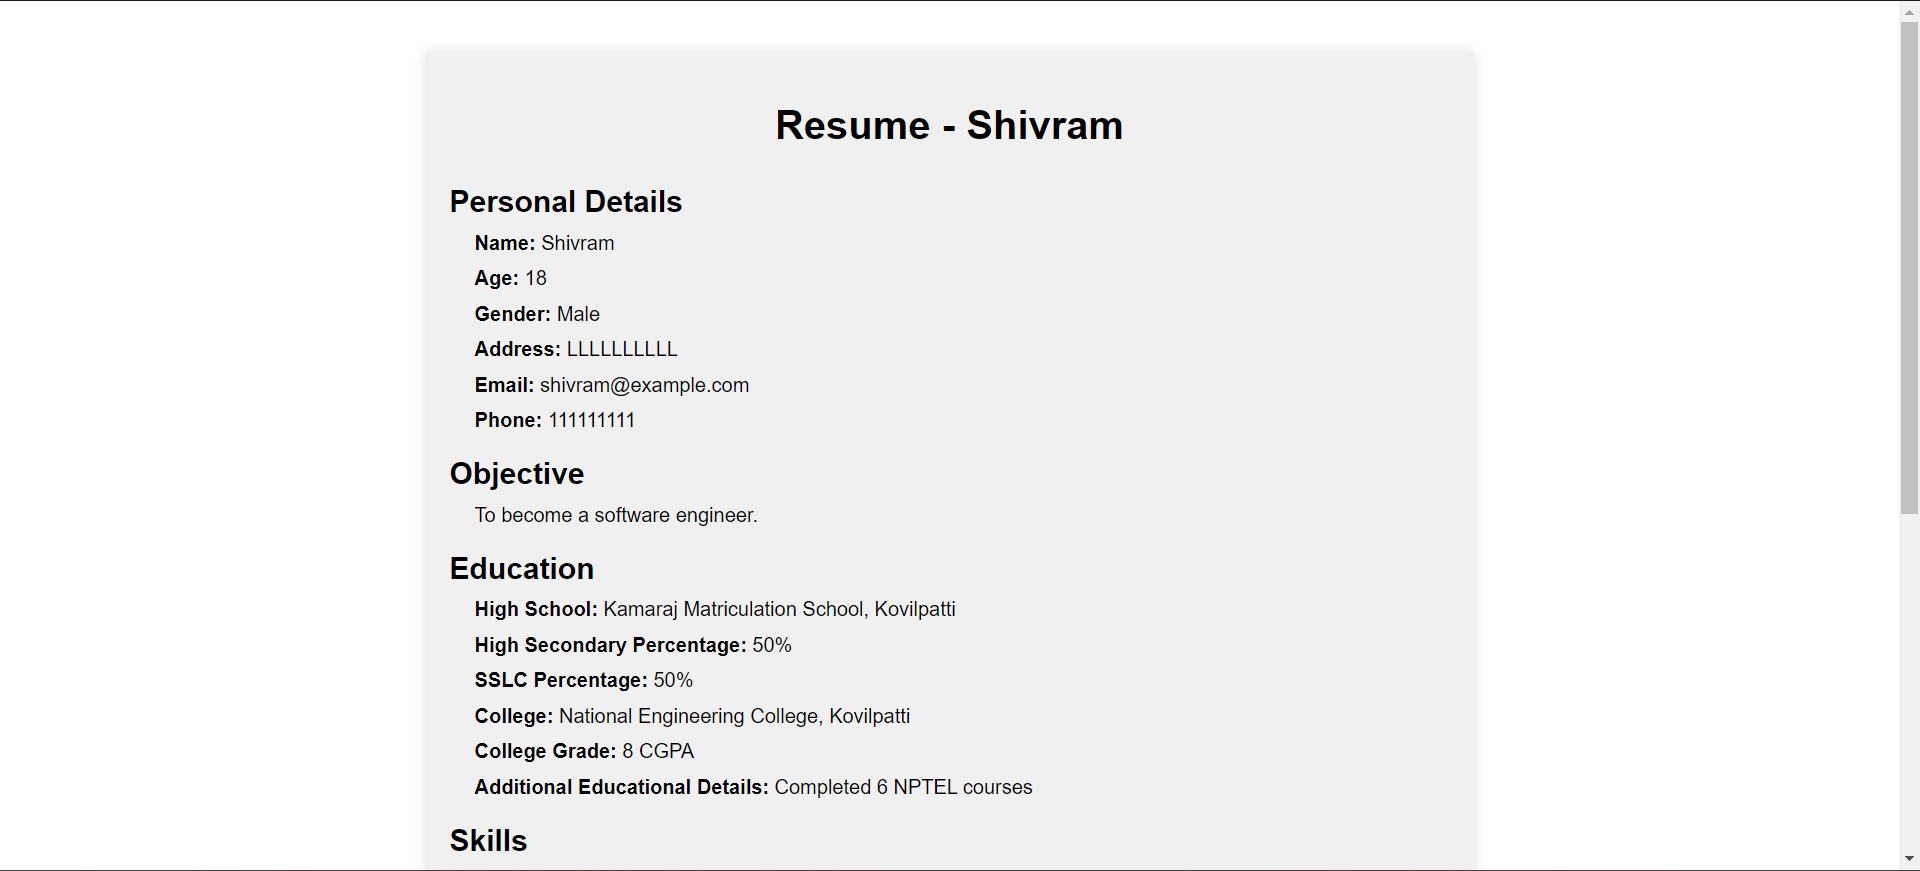 Resume - Shivram
Personal Details
Name: Shivram
Age: 18
Gender: Male
Address: LLLLLLLLLL
Email: shivram@example.com
Phone: 111111111
Objective
To become a software engineer.
Education
High School: Kamaraj Matriculation School, Kovilpatti
High Secondary Percentage: 50%
SSLC Percentage: 50%
College: National Engineering College, Kovilpatti
College Grade: 8 CGPA
Additional Educational Details: Completed 6 NPTEL courses
Skills